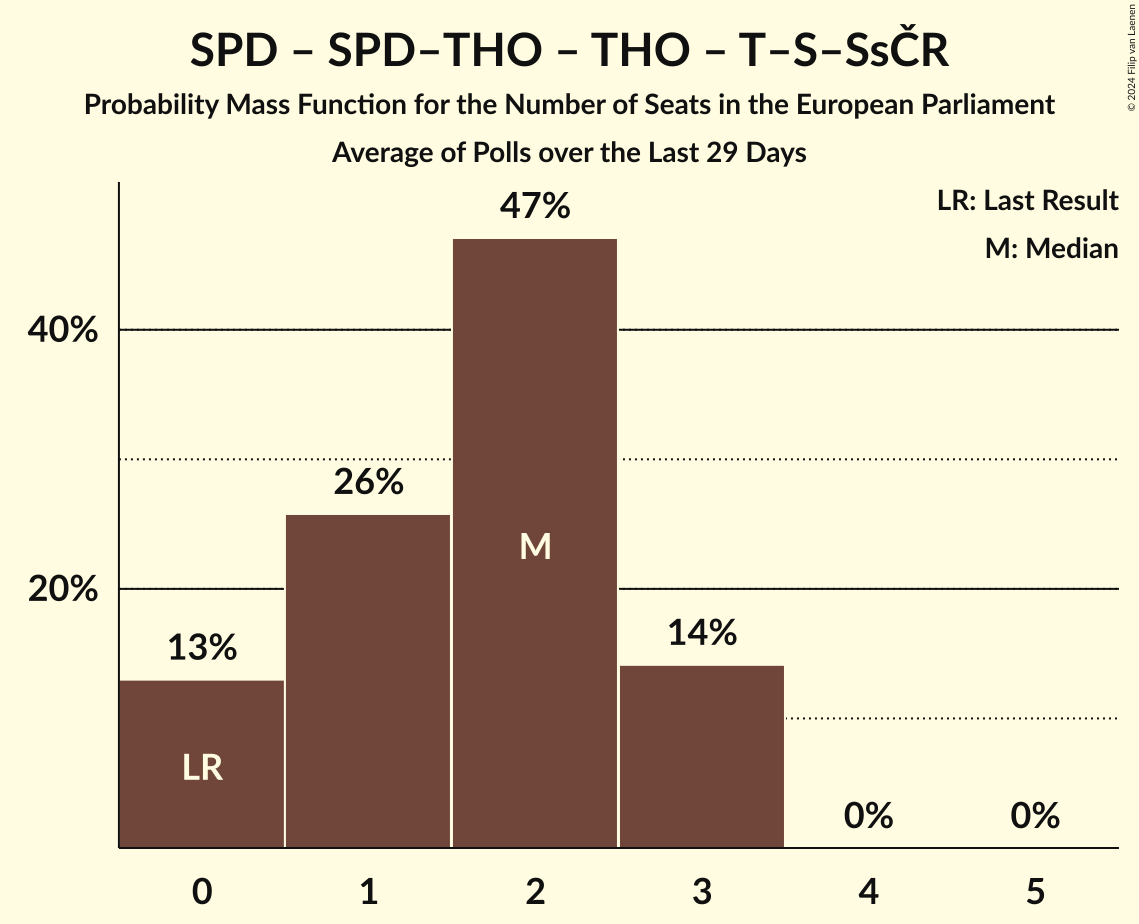 SPD – SPD–THO – THO – T–S–SsČR
Probability Mass Function for the Number of Seats in the European Parliament
Average of Polls over the Last 29 Days
© 2024 Filip van Laenen
LR: Last Result
M: Median
47%
40%
26%
M
20%
14%
13%
LR
0%
0%
0
1
2
3
4
5